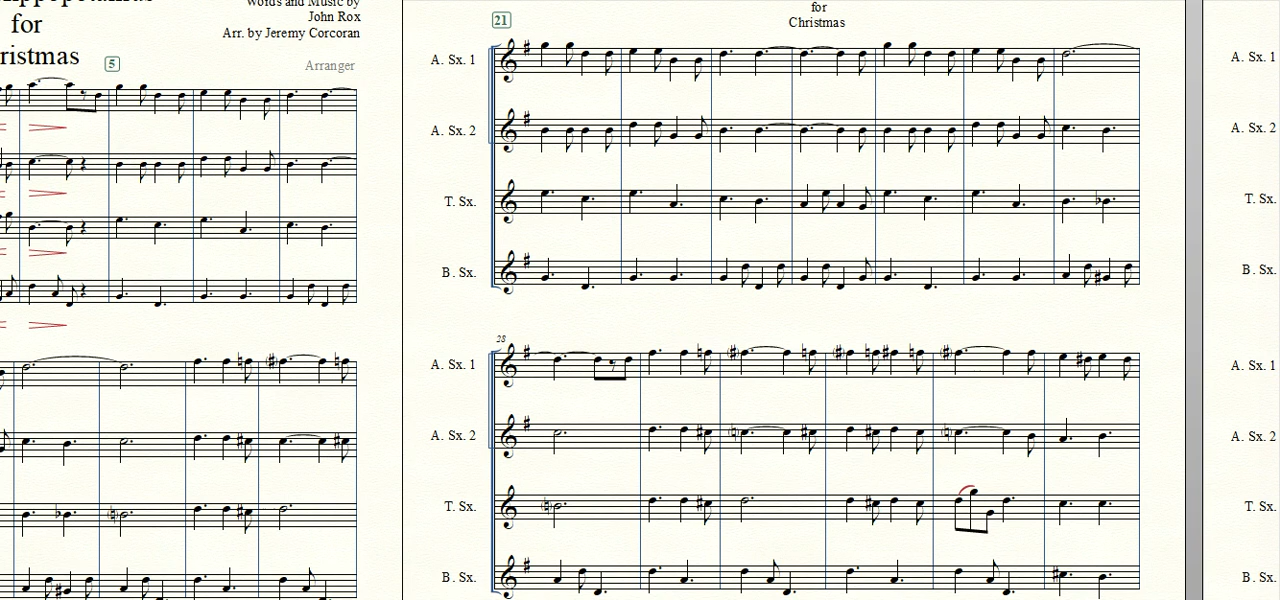 for
Christmas
Words and Music by
John Rox
Arr. by Jeremy Corcoran
Arranger
5
for
Christmas
21
A. Sx. 1
A. Sx. 2
T. Sx.
B. Sx.
28
A. Sx. 1
A. Sx. 2
T. Sx.
B. Sx.
A. Sx. 1
A. Sx. 2
T. Sx.
B. Sx.
A. Sx. 1
A. Sx. 2
T. Sx.
B. Sx.